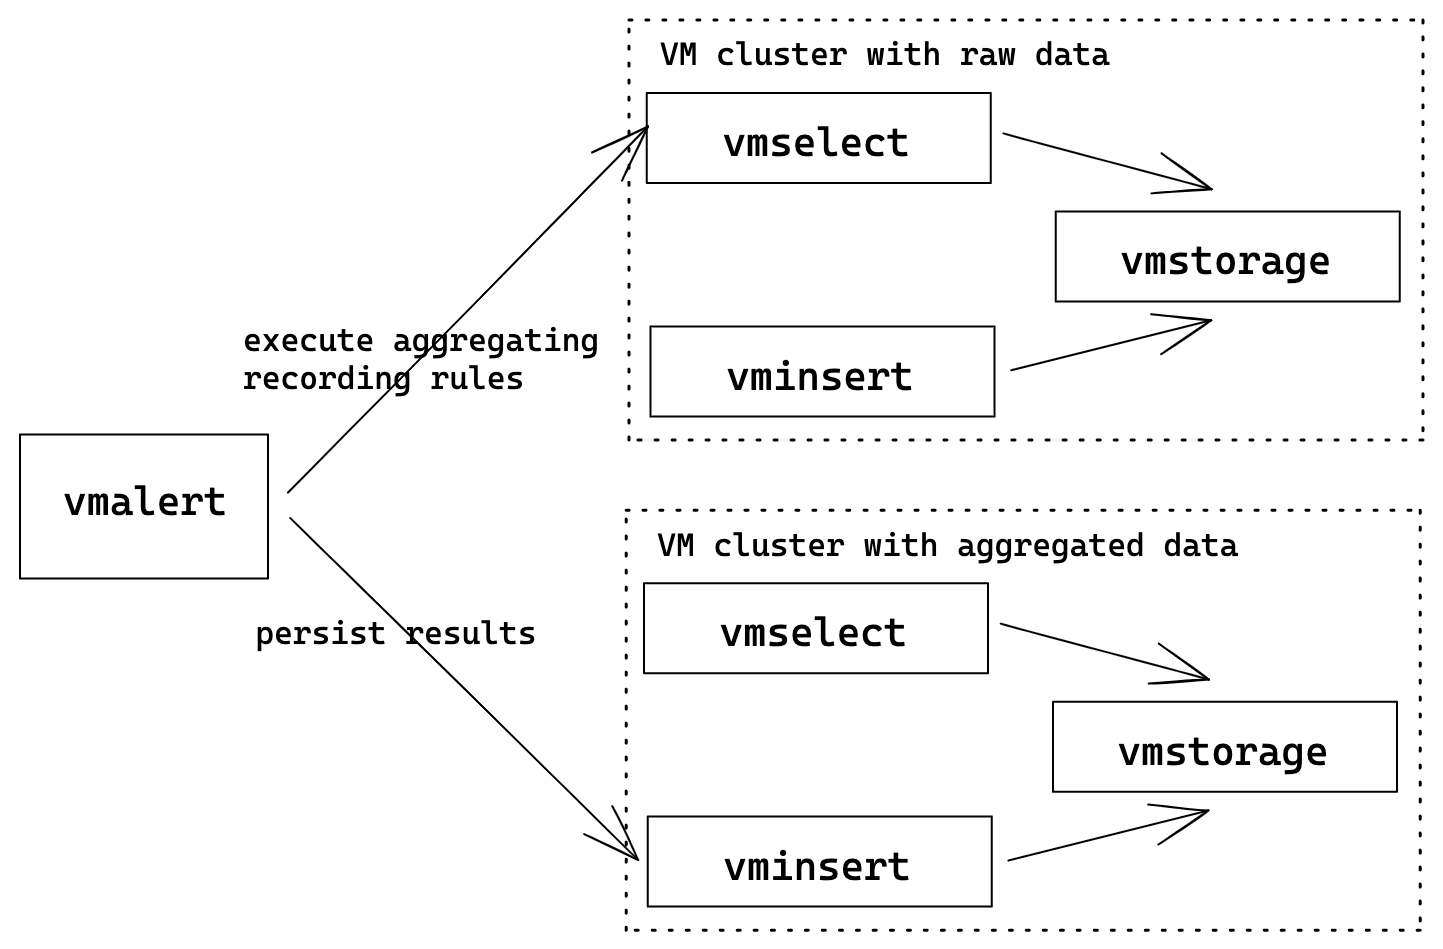 VM cluster with raw data
vmselect
vmstorage
vminsert
execute aggregating
recording rules
vmalert
persist results
VM cluster with aggregated data
vmselect
vmstorage
vminsert